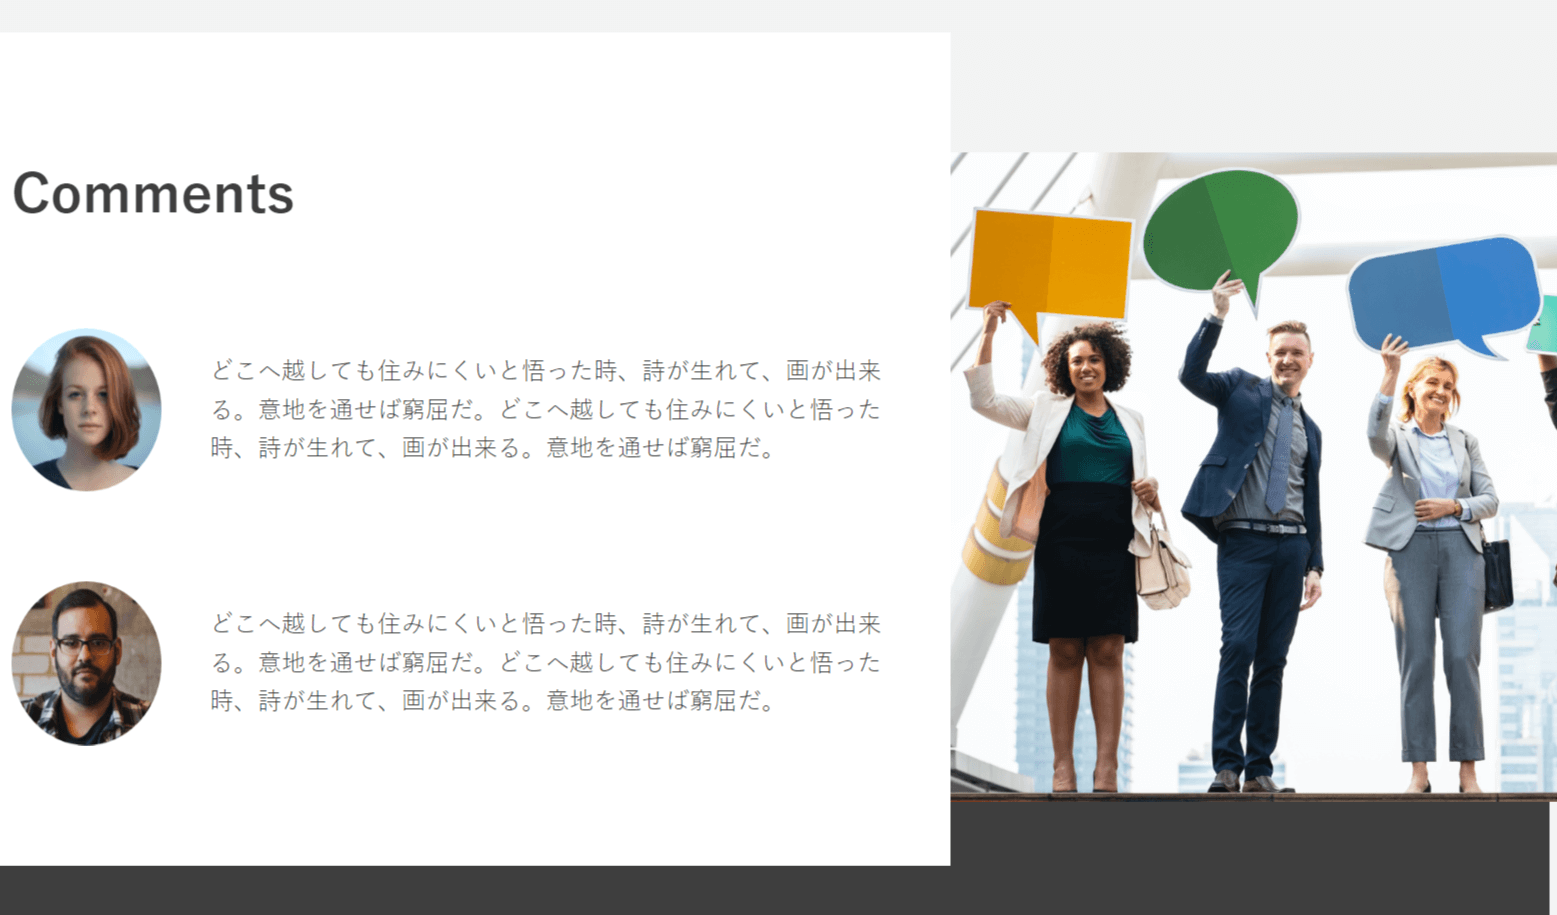 Comments
どこへ越しても住みにくいと悟った時、詩が生れて、画が出来
る。意地を通せば窮屈だ。どこへ越しても住みにくいと悟った
時、詩が生れて、画が出来る。意地を通せば窮屈だ。
どこへ越しても住みにくいと悟った時、詩が生れて、画が出来
る。意地を通せば窮屈だ。どこへ越しても住みにくいと悟った
時、詩が生れて、画が出来る。意地を通せば窮屈だ。